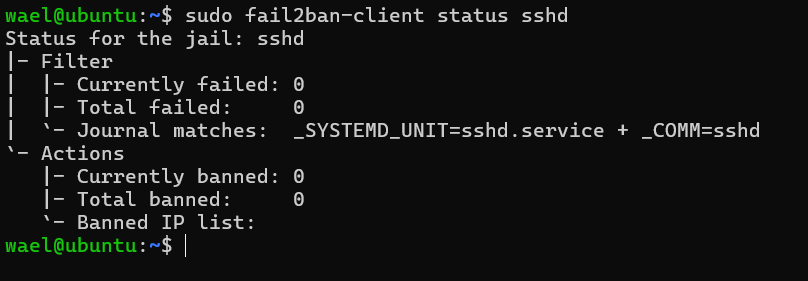 wael@ubuntu:~$ sudo fail2ban-client status sshd
Status for the jail: sshd
|- Filter
|  |- Currently failed: 0
|  |- Total failed:     0
|  `- Journal matches:  _SYSTEMD_UNIT=sshd.service + _COMM=sshd
`- Actions
   |- Currently banned: 0
   |- Total banned:     0
   `- Banned IP list:
wael@ubuntu:~$